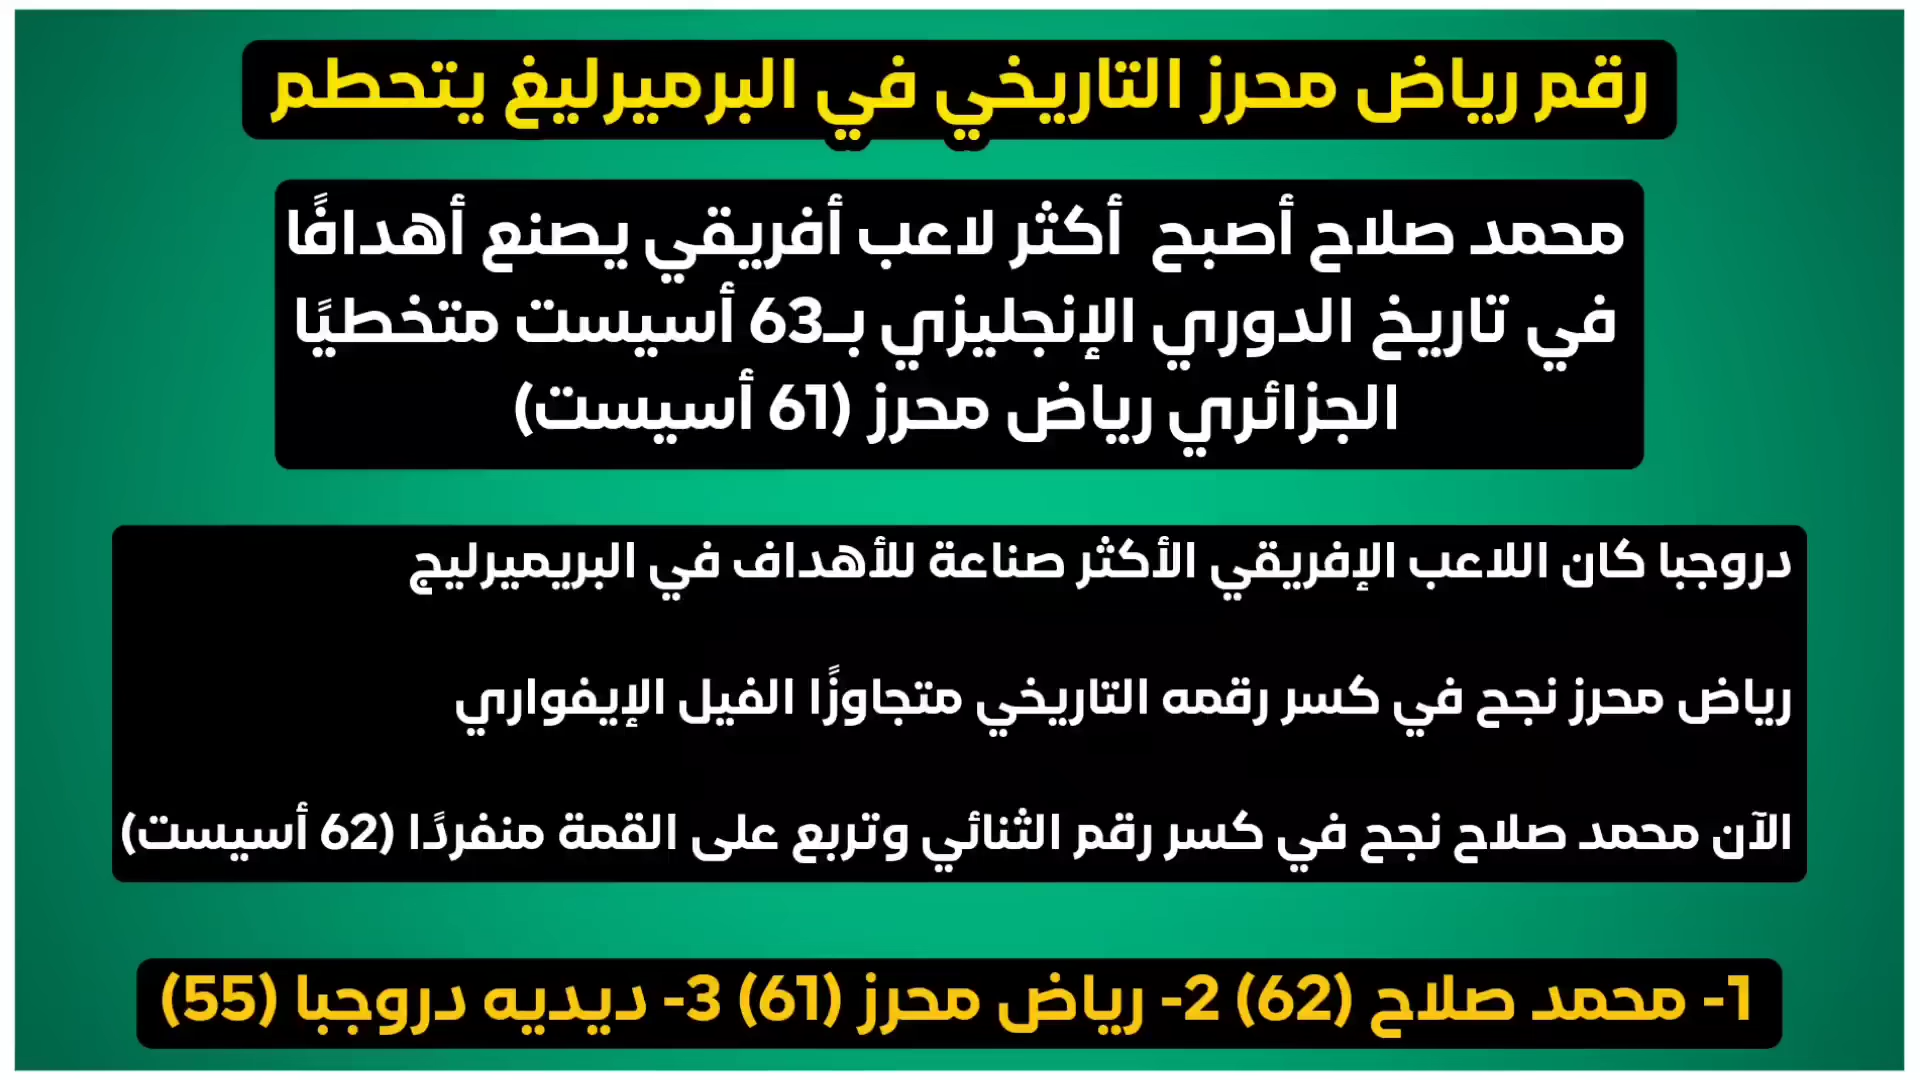 رقم رياض محرز التاريخي في البرميرليغ يتحطم
محمد صلاح أصبح أكثر لاعب أفريقي يصنع أهدافًا
في تاريخ الدوري الإنجليزي بـ63 أسيست متخطيًا
الجزائري رياض محرز (61 أسيست)
دروجبا كان اللاعب الإفريقي الأكثر صناعة للأهداف في البريميرليج
رياض محرز نجح في كسر رقمه التاريخي متجاوزًا الفيل الإيفواري
الآن محمد صلاح نجح في كسر رقم الثنائي وتربع على القمة منفردًا (62 أسيست)
1- محمد صلاح (62) 2- رياض محرز (61) 3- ديديه دروجبا (55)